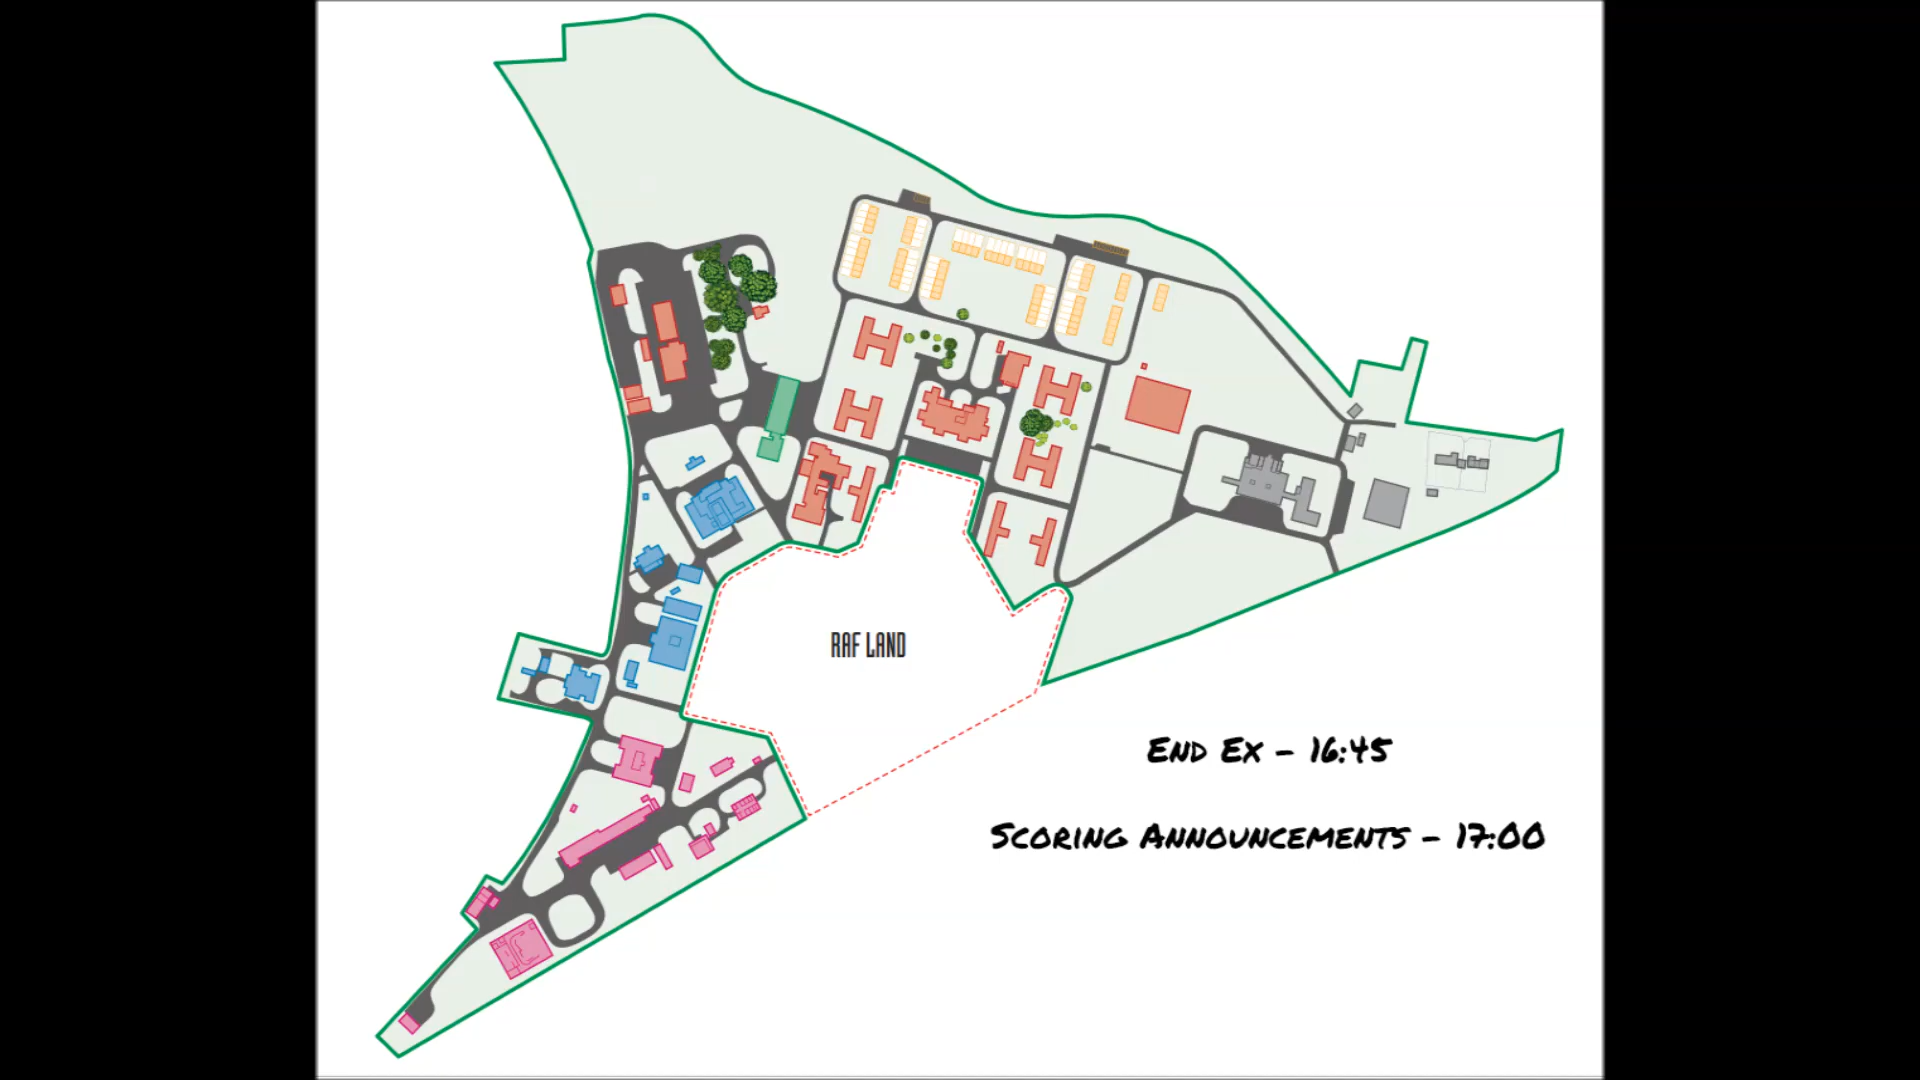 RAF LAND
End Ex - 16:45
Scoring Announcements - 17:00